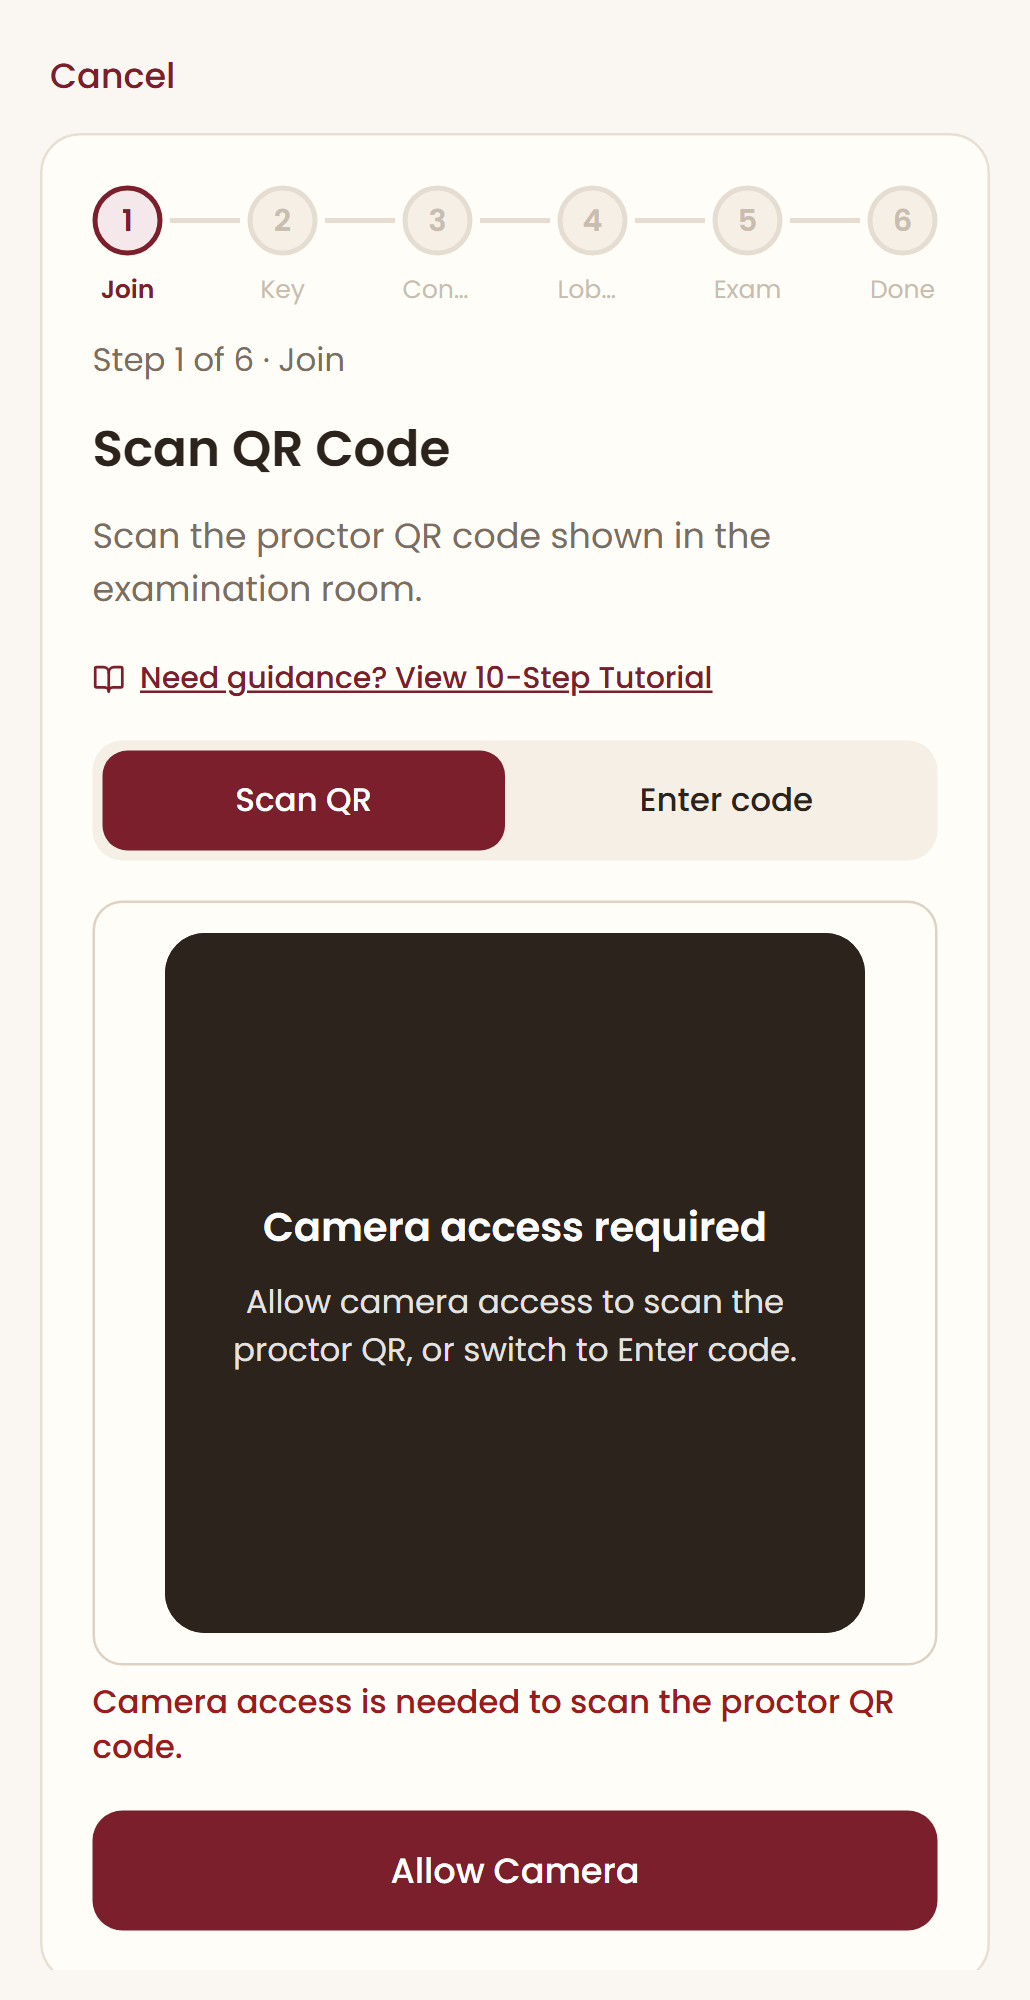 Cancel
1 2 3 4 5 6
Join Key Con... Lob... Exam Done
Step 1 of 6 · Join
Scan QR Code
Scan the proctor QR code shown in the
examination room.
Need guidance? View 10-Step Tutorial
Scan QR Enter code
Camera access required
Allow camera access to scan the
proctor QR, or switch to Enter code.
Camera access is needed to scan the proctor QR
code.
Allow Camera